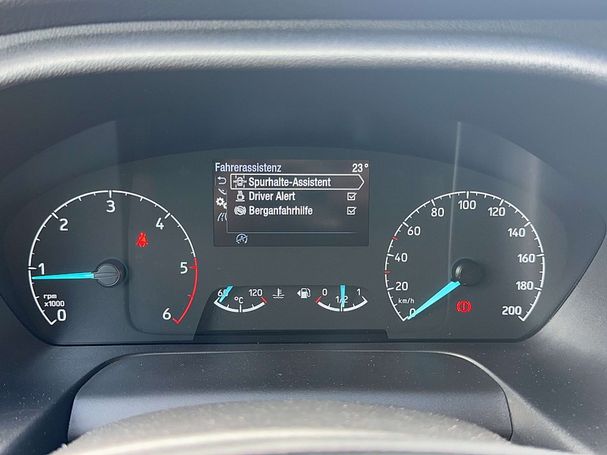 Fahrerassistenz 23°
Spurhalte-Assistent
Driver Alert
Berganfahrhilfe
0 1 2 3 4 5 6
rpm
x1000
60 120
°C
0 1/2 1
0 20 60 80 100 120 140 160 180 200
km/h